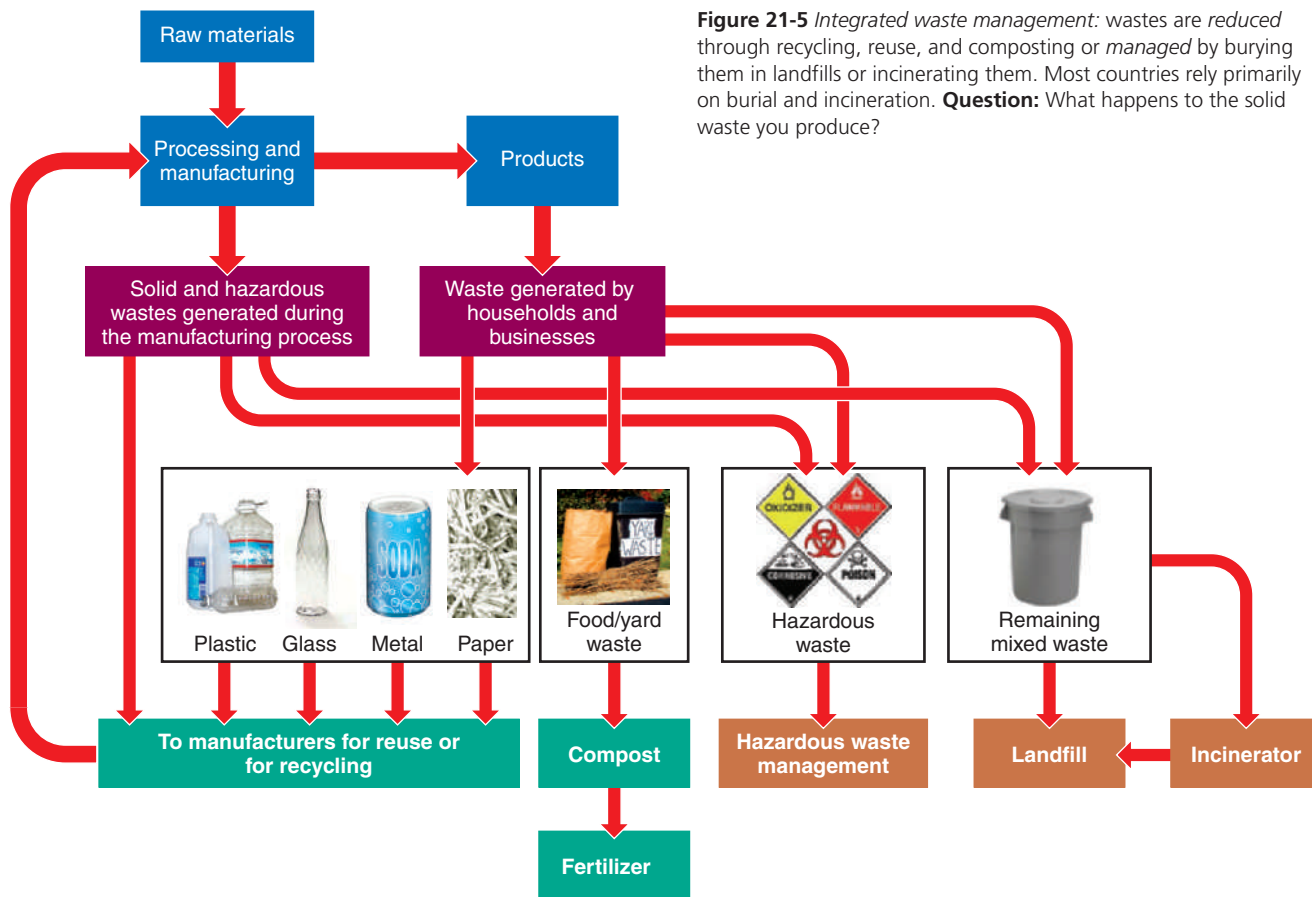 Figure 21-5 Integrated waste management: wastes are reduced
through recycling, reuse, and composting or managed by burying
them in landfills or incinerating them. Most countries rely primarily
on burial and incineration. Question: What happens to the solid
waste you produce?
Raw materials
Processing and
manufacturing
Products
Solid and hazardous
wastes generated during
the manufacturing process
Waste generated by
households and
businesses
SODA
YARD
WASTE
OXIDIZER
FLAMMABLE
CORROSIVE
POISON
Plastic
Glass
Metal
Paper
Food/yard
waste
Hazardous
waste
Remaining
mixed waste
To manufacturers for reuse or
for recycling
Compost
Hazardous waste
management
Landfill
Incinerator
Fertilizer